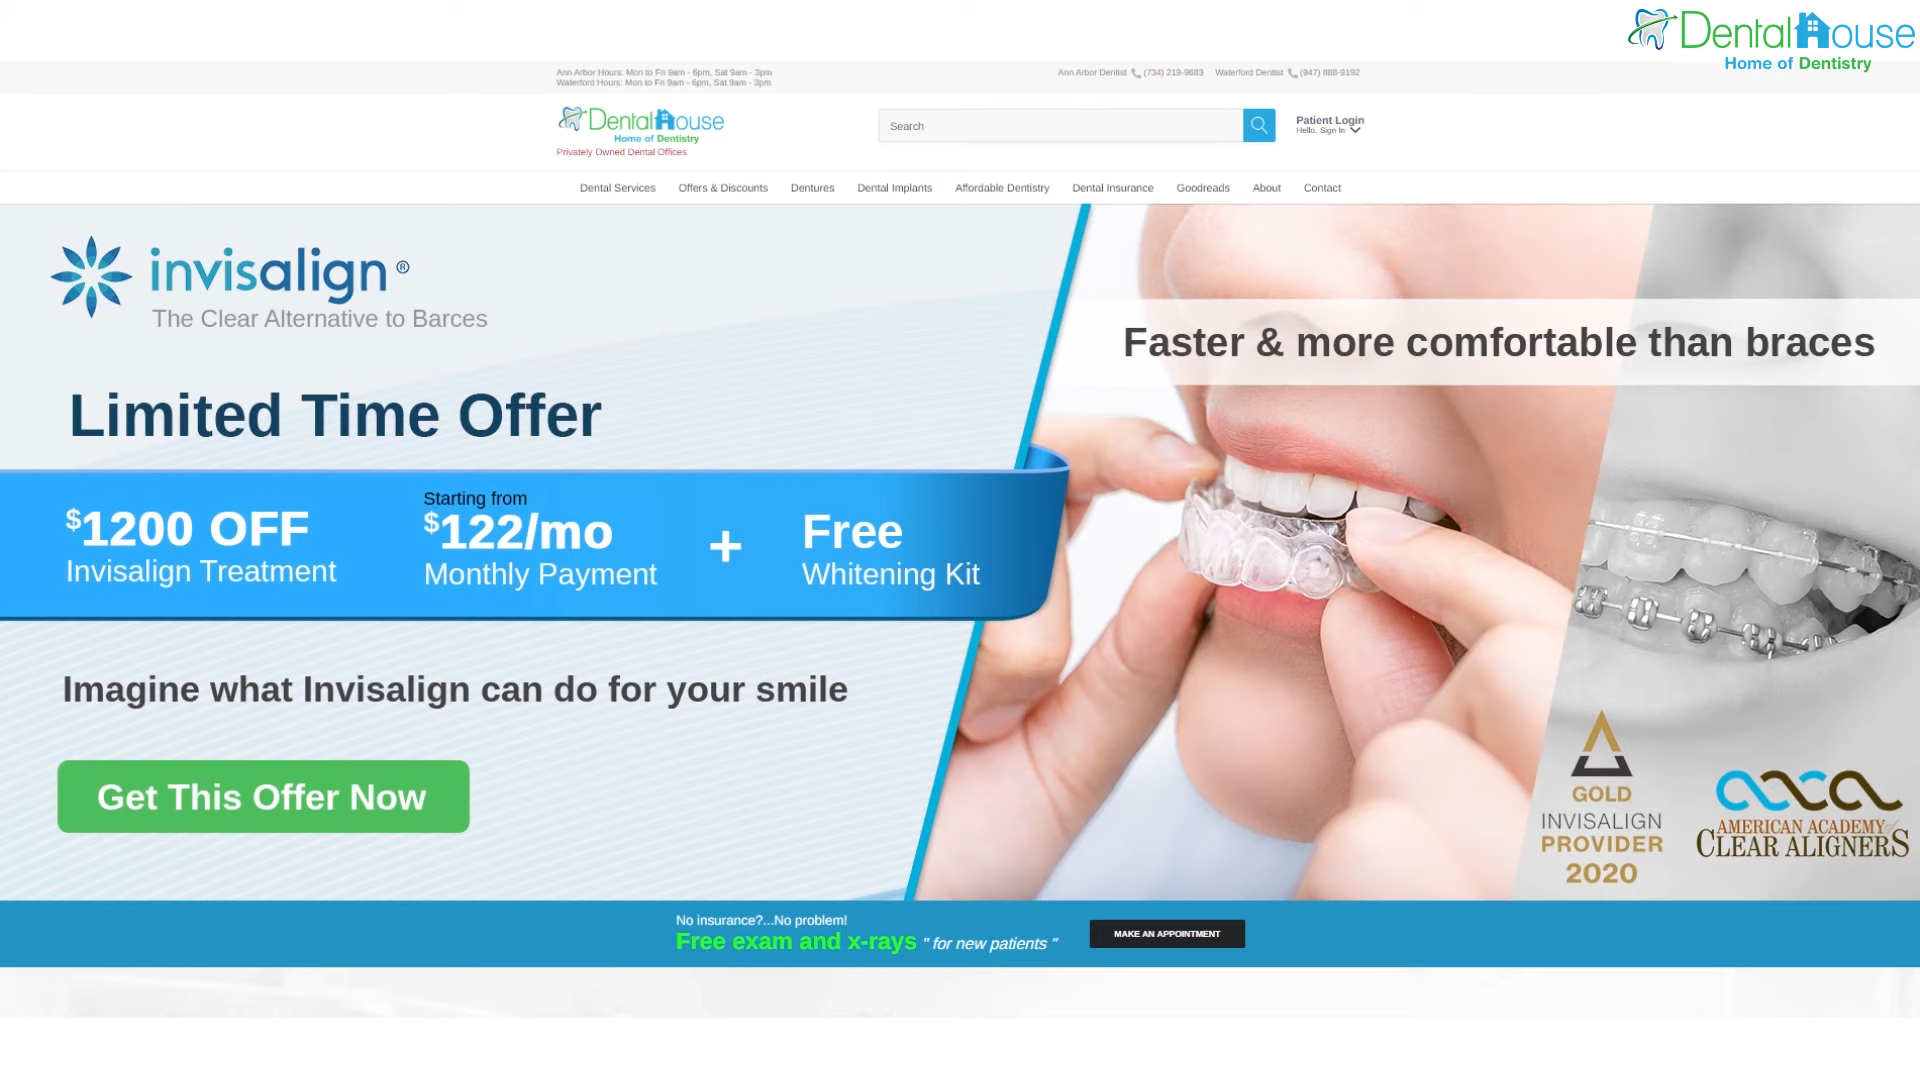 DentalHouse
Home of Dentistry
Ann Arbor Hours: Mon to Fri 9am - 6pm, Sat 9am - 3pm
Waterford Hours: Mon to Fri 9am - 6pm, Sat 9am - 3pm
Ann Arbor Dentist (734) 219-9683 Waterford Dentist (947) 888-9192
DentalHouse
Home of Dentistry
Privately Owned Dental Offices
Search
Patient Login
Hello. Sign In
Dental Services Offers & Discounts Dentures Dental Implants Affordable Dentistry Dental Insurance Goodreads About Contact
invisalign®
The Clear Alternative to Barces
Faster & more comfortable than braces
Limited Time Offer
$1200 OFF
Invisalign Treatment
Starting from
$122/mo
Monthly Payment
+
Free
Whitening Kit
Imagine what Invisalign can do for your smile
Get This Offer Now
GOLD
INVISALIGN
PROVIDER
2020
aaca
AMERICAN ACADEMY of
CLEAR ALIGNERS
No insurance?...No problem!
Free exam and x-rays " for new patients "
MAKE AN APPOINTMENT